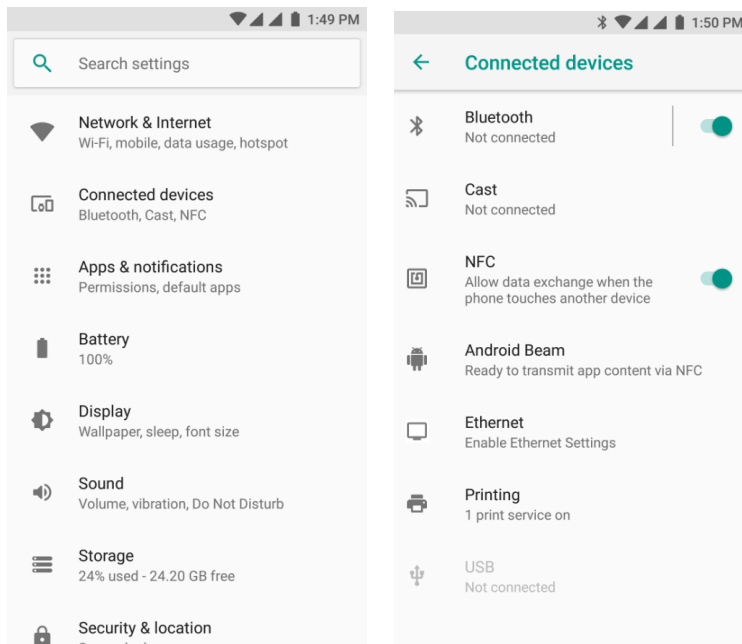 1:49 PM
Search settings
Network & Internet
Wi-Fi, mobile, data usage, hotspot
Connected devices
Bluetooth, Cast, NFC
Apps & notifications
Permissions, default apps
Battery
100%
Display
Wallpaper, sleep, font size
Sound
Volume, vibration, Do Not Disturb
Storage
24% used - 24.20 GB free
Security & location
1:50 PM
Connected devices
Bluetooth
Not connected
Cast
Not connected
NFC
Allow data exchange when the
phone touches another device
Android Beam
Ready to transmit app content via NFC
Ethernet
Enable Ethernet Settings
Printing
1 print service on
USB
Not connected